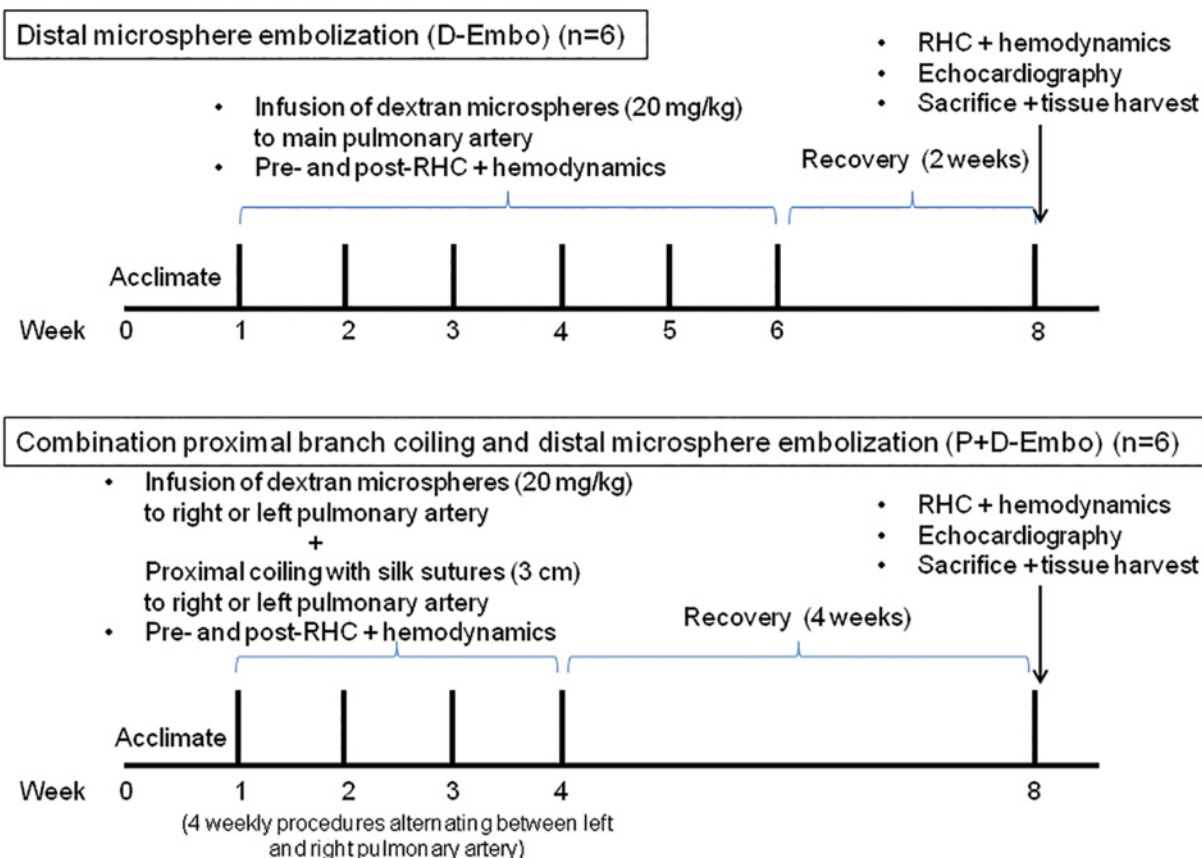 Distal microsphere embolization (D-Embo) (n=6)
• RHC + hemodynamics
• Echocardiography
• Sacrifice + tissue harvest
• Infusion of dextran microspheres (20 mg/kg)
to main pulmonary artery
• Pre- and post-RHC + hemodynamics
Recovery (2 weeks)
Acclimate
Week 0 1 2 3 4 5 6 8
Combination proximal branch coiling and distal microsphere embolization (P+D-Embo) (n=6)
• Infusion of dextran microspheres (20 mg/kg)
to right or left pulmonary artery
+
Proximal coiling with silk sutures (3 cm)
to right or left pulmonary artery
• Pre- and post-RHC + hemodynamics
• RHC + hemodynamics
• Echocardiography
• Sacrifice + tissue harvest
Recovery (4 weeks)
Acclimate
Week 0 1 2 3 4 8
(4 weekly procedures alternating between left
and right pulmonary artery)